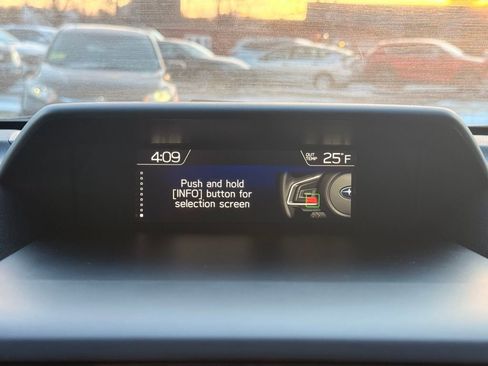 4:09
OUT
TEMP 25°F
Push and hold
[INFO] button for
selection screen